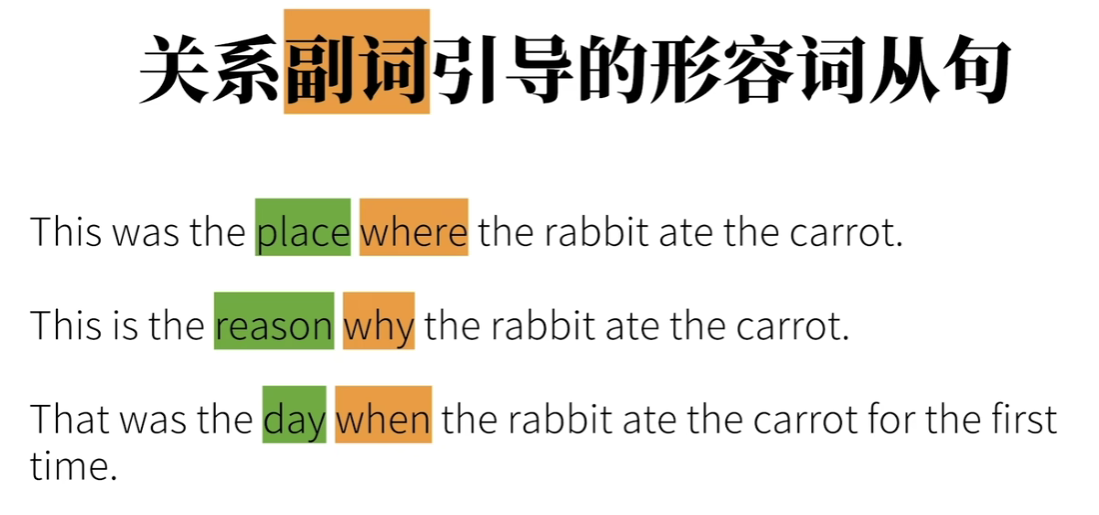 关系副词引导的形容词从句
This was the place where the rabbit ate the carrot.
This is the reason why the rabbit ate the carrot.
That was the day when the rabbit ate the carrot for the first
time.